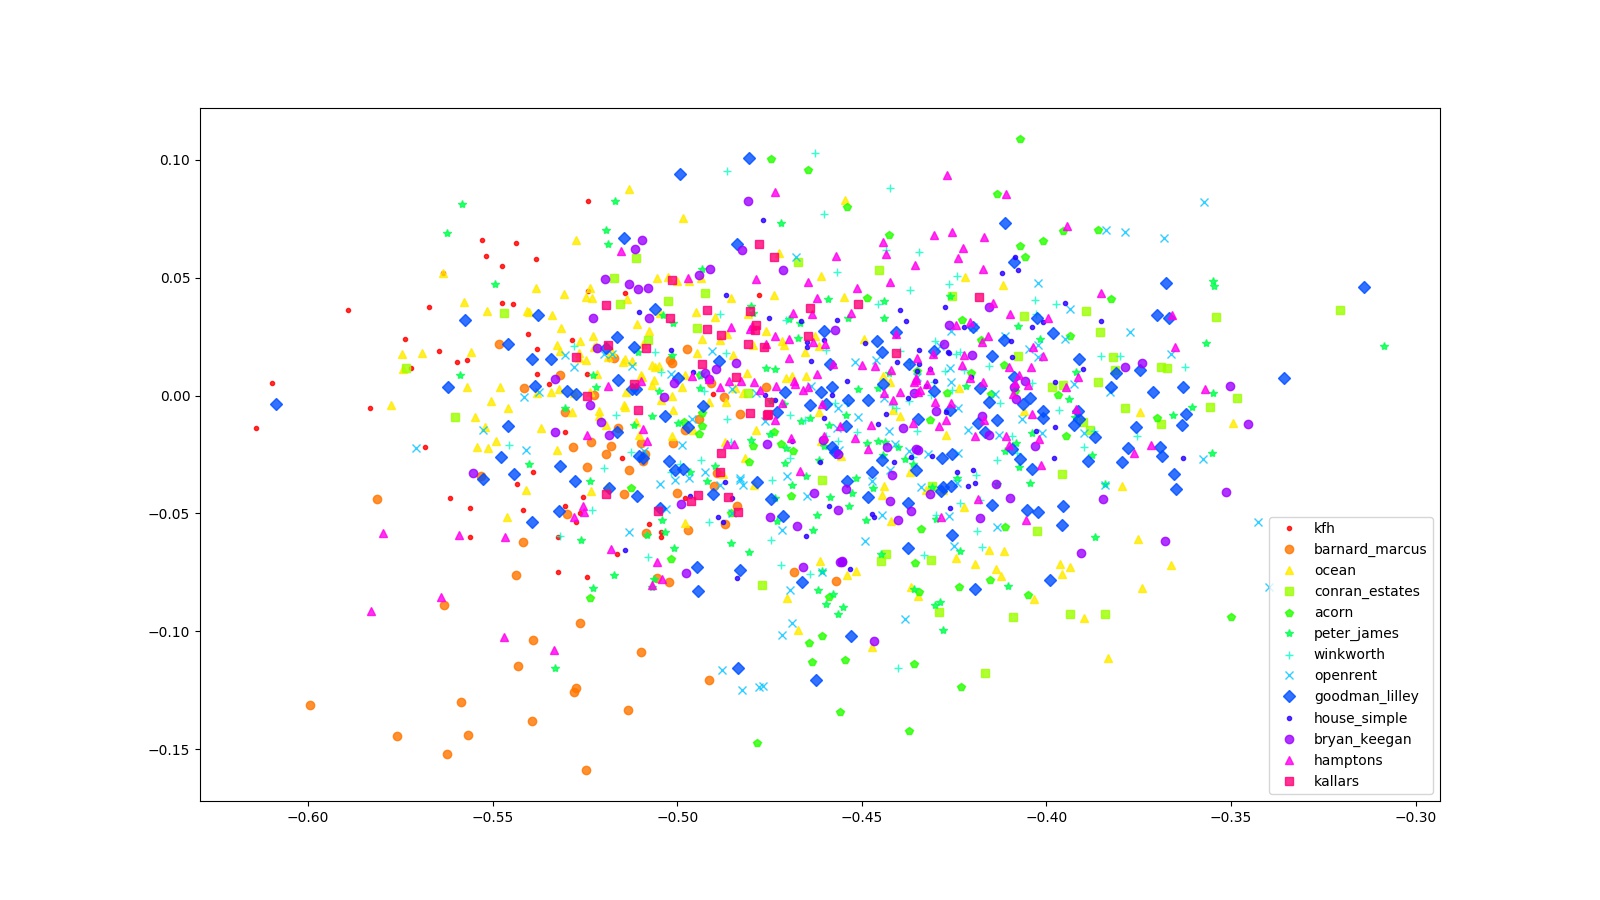 0.10
0.05
0.00
−0.05
−0.10
−0.15
−0.60
−0.55
−0.50
−0.45
−0.40
−0.35
−0.30
kfh
barnard_marcus
ocean
conran_estates
acorn
peter_james
winkworth
openrent
goodman_lilley
house_simple
bryan_keegan
hamptons
kallars